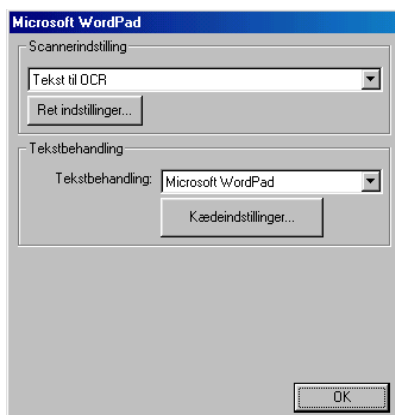 Microsoft WordPad
Scannerindstilling
Tekst til OCR
Ret indstillinger...
Tekstbehandling
Tekstbehandling: Microsoft WordPad
Kædeindstillinger...
OK